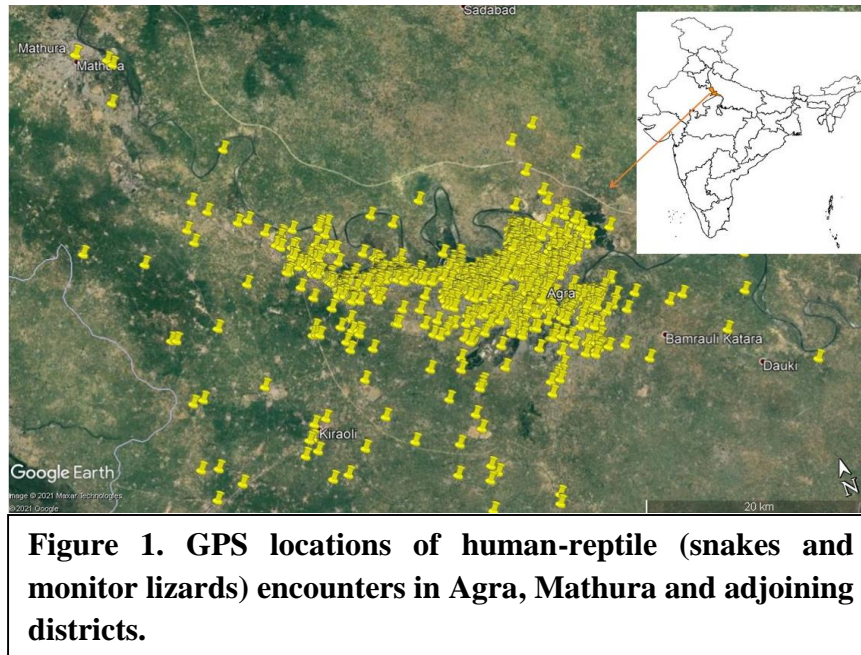 Sadabad
Mathura
Mathura
Agra
Bamrauli Katara
Dauki
Kiraoli
Google Earth
Image © 2021 Maxar Technologies
©2021 Google
20 km
N
Figure 1. GPS locations of human-reptile (snakes and
monitor lizards) encounters in Agra, Mathura and adjoining
districts.